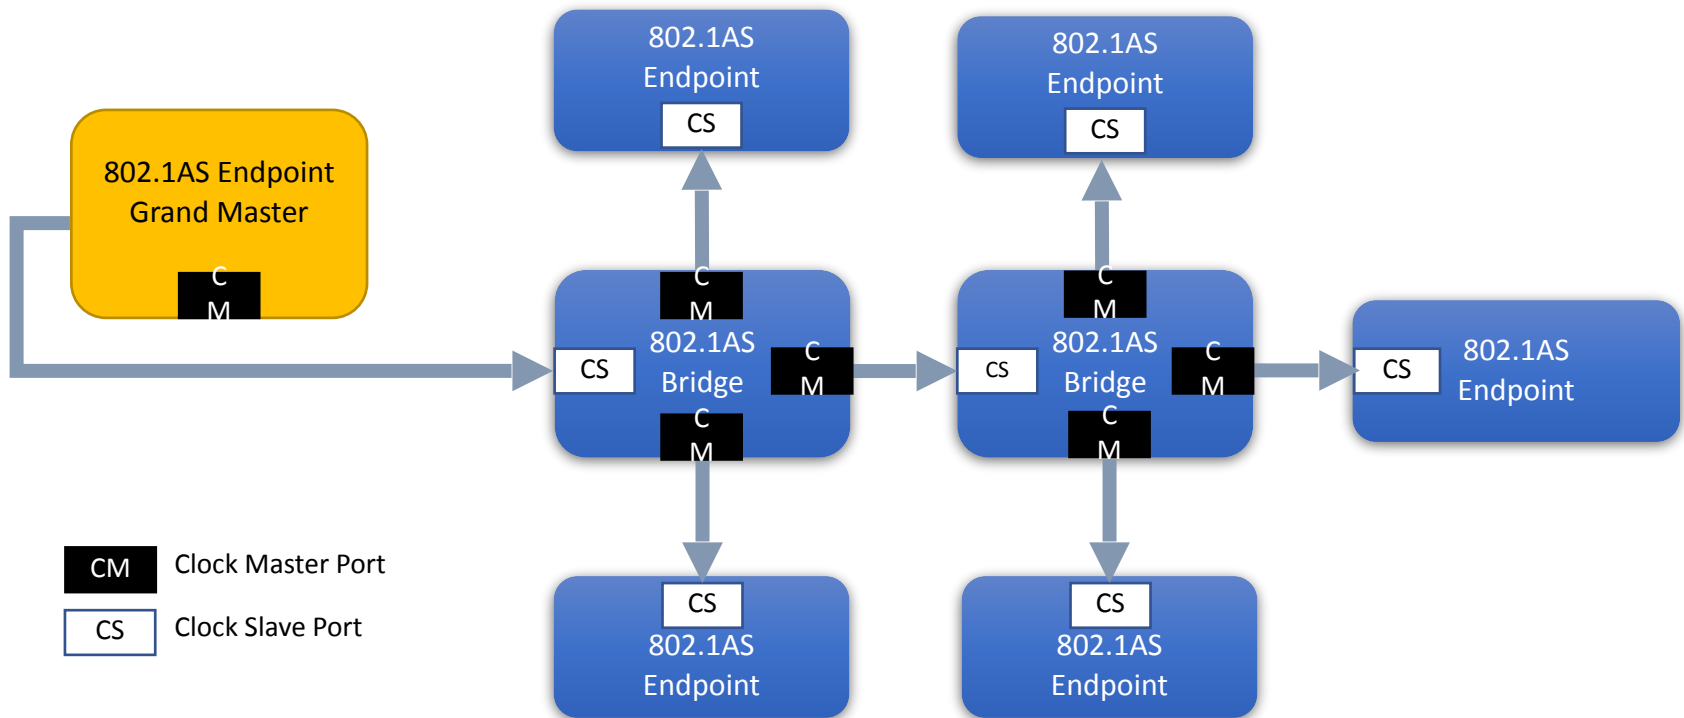 802.1AS
Endpoint
CS
802.1AS
Endpoint
CS
802.1AS Endpoint
Grand Master
C
M
C
M
CS
802.1AS
Bridge
C
M
C
M
C
M
CS
802.1AS
Bridge
C
M
C
M
CS
802.1AS
Endpoint
CM
Clock Master Port
CS
Clock Slave Port
CS
802.1AS
Endpoint
CS
802.1AS
Endpoint